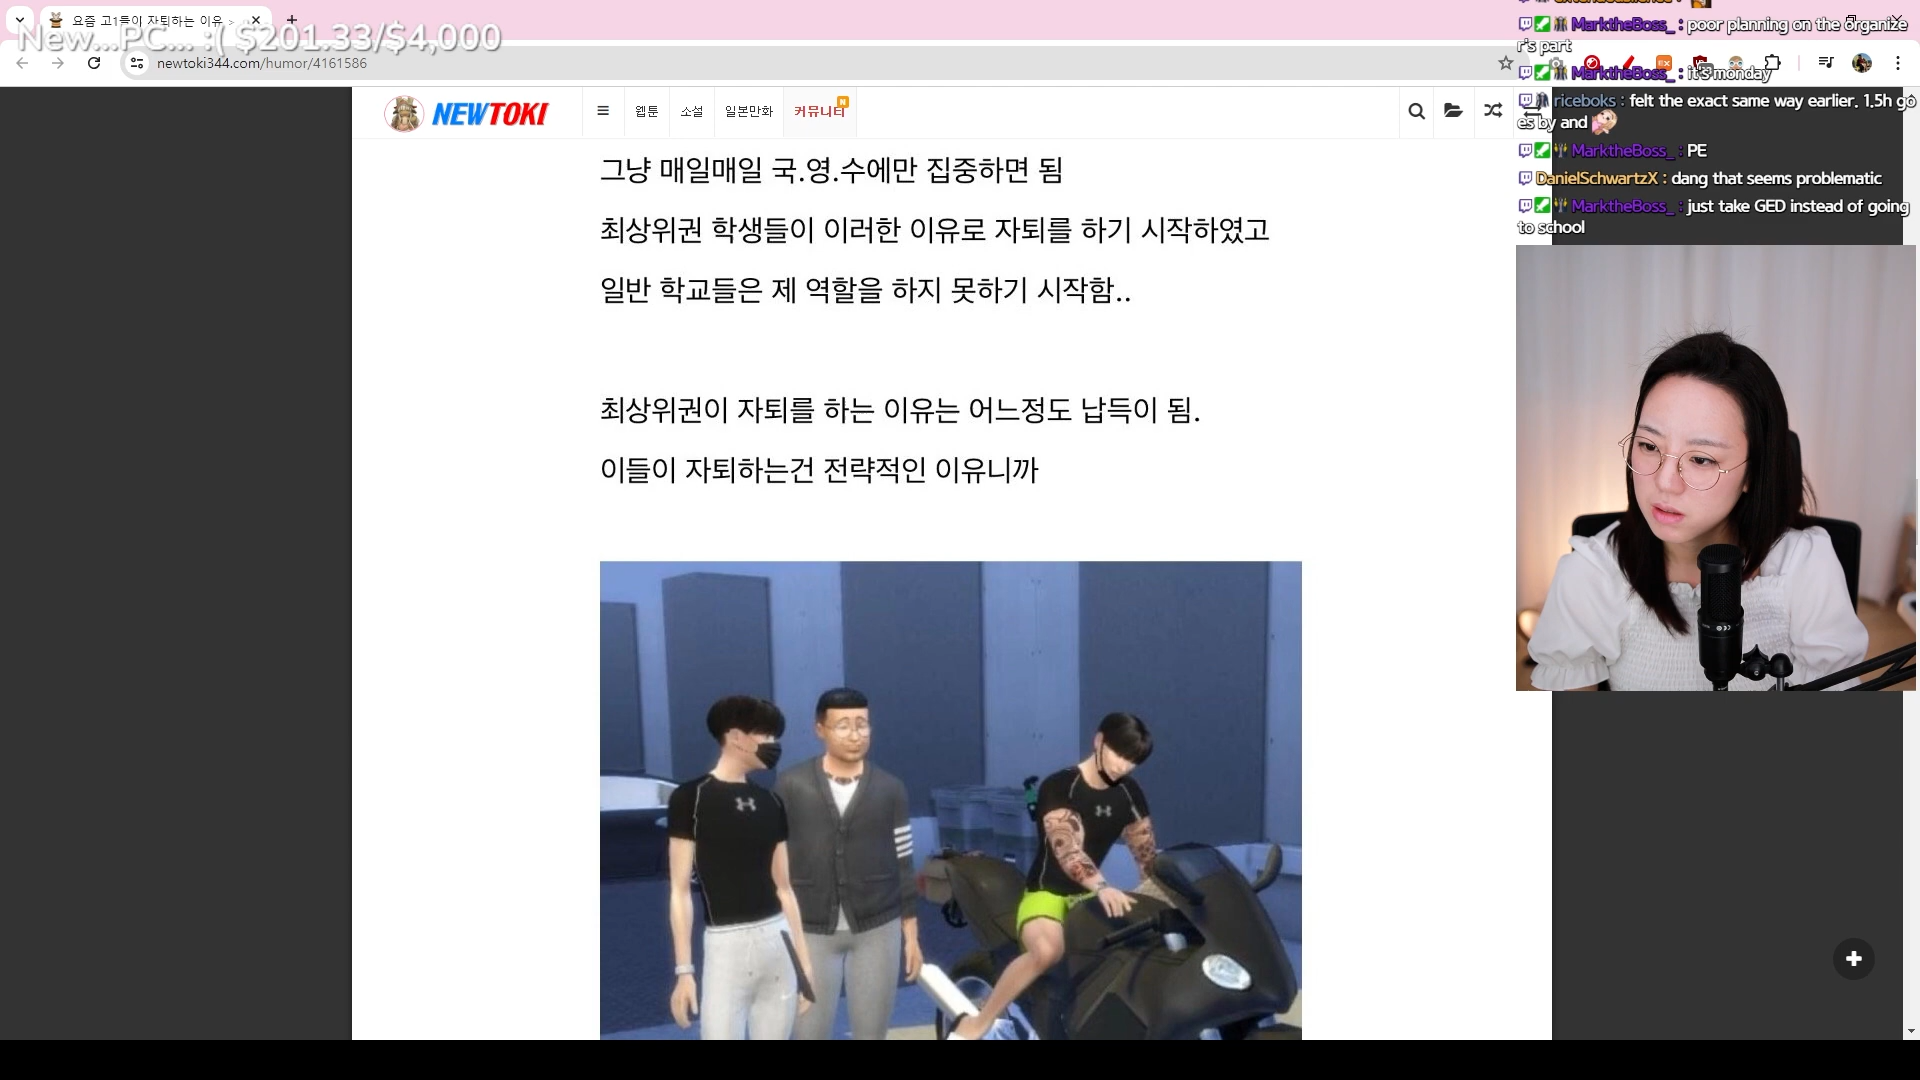 요즘 고1들이 자퇴하는 이유 >
New...PC... :( $201.33/$4,000
newtoki344.com/humor/4161586
NEWTOKI
웹툰
소설
일본만화
커뮤니티
N
그냥 매일매일 국.영.수에만 집중하면 됨
최상위권 학생들이 이러한 이유로 자퇴를 하기 시작하였고
일반 학교들은 제 역할을 하지 못하기 시작함..
최상위권이 자퇴를 하는 이유는 어느정도 납득이 됨.
이들이 자퇴하는건 전략적인 이유니까
MarktheBoss_ : poor planning on the organize
r's part
MarktheBoss_ : it's monday
riceboks : felt the exact same way earlier. 1.5h go
es by and
MarktheBoss_ : PE
DanielSchwartzX : dang that seems problematic
MarktheBoss_ : just take GED instead of going
to school